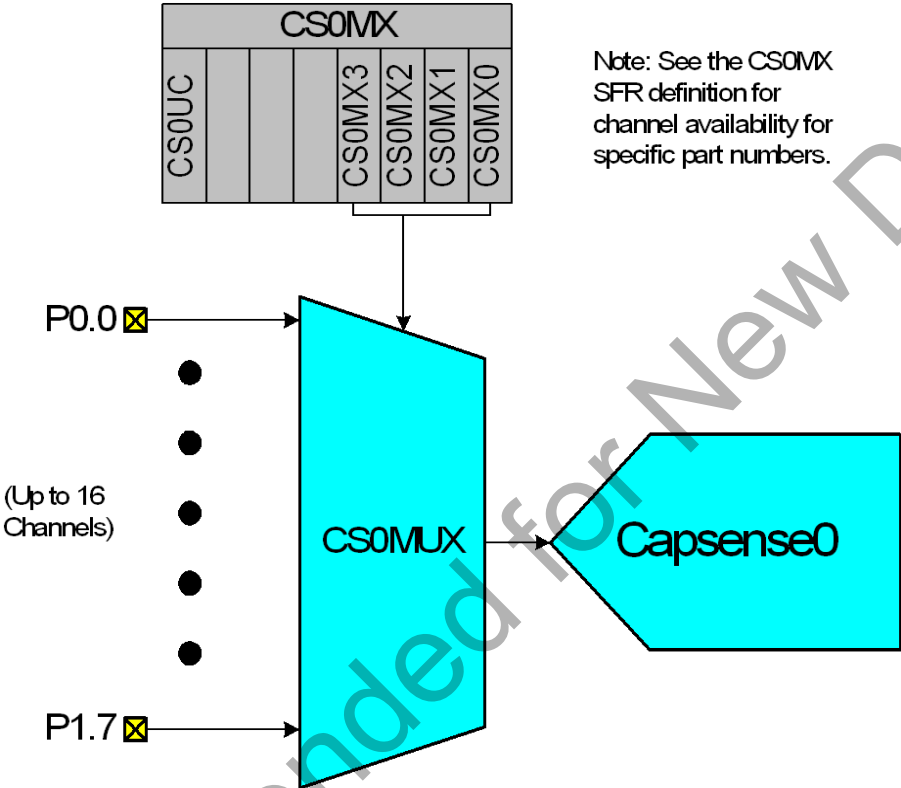 CS0MX
CS0UC
CS0MX3
CS0MX2
CS0MX1
CS0MX0
Note: See the CS0MX
SFR definition for
channel availability for
specific part numbers.
P0.0
(Up to 16
Channels)
CS0MUX
Capsense0
P1.7
for New